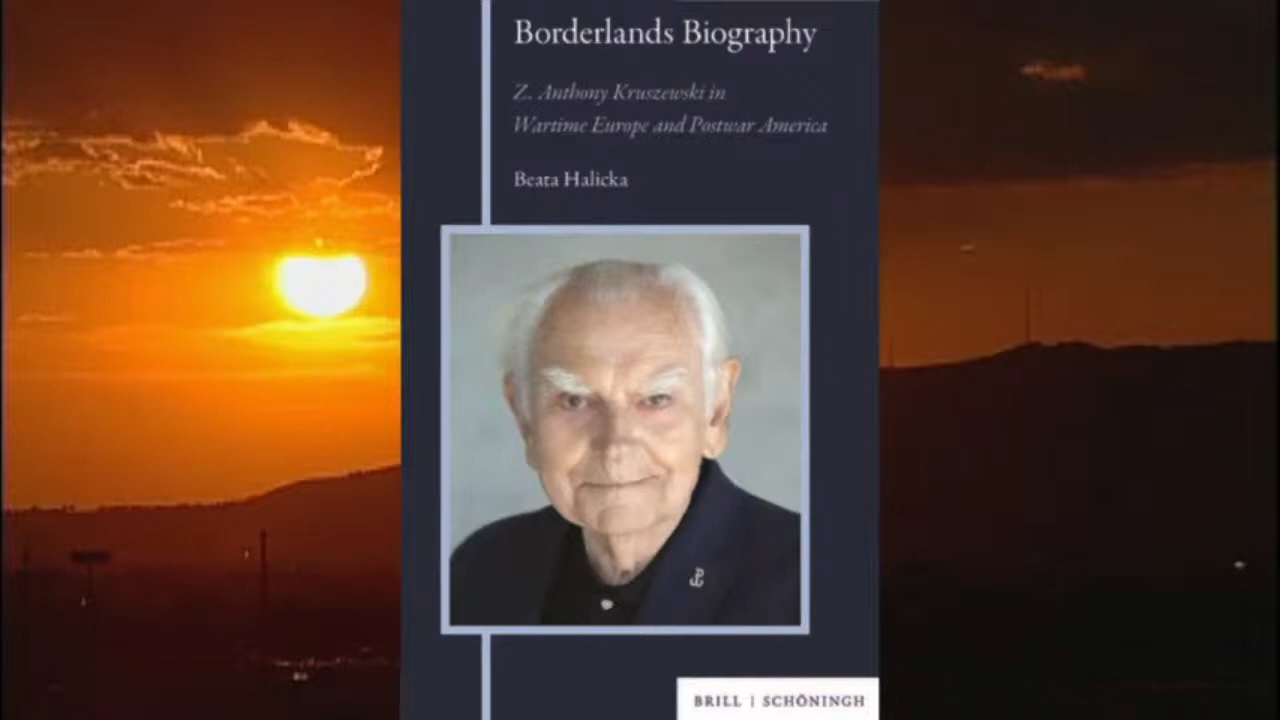 Borderlands Biography
Z. Anthony Kruszewski in
Wartime Europe and Postwar America
Beata Halicka
BRILL | SCHÖNINGH